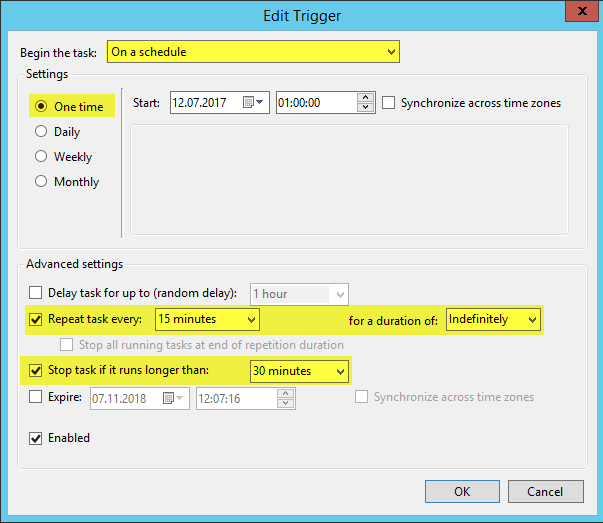 Edit Trigger
x
Begin the task: On a schedule
Settings
One time
Start: 12.07.2017 01:00:00 Synchronize across time zones
Daily
Weekly
Monthly
Advanced settings
Delay task for up to (random delay): 1 hour
Repeat task every: 15 minutes for a duration of: Indefinitely
Stop all running tasks at end of repetition duration
Stop task if it runs longer than: 30 minutes
Expire: 07.11.2018 12:07:16 Synchronize across time zones
Enabled
OK Cancel